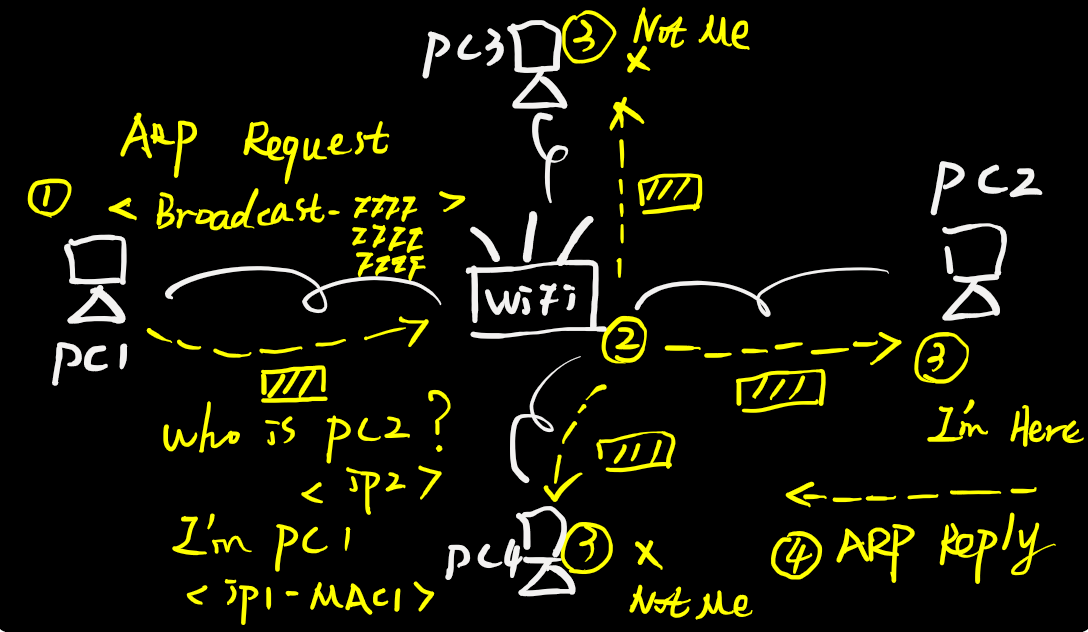 PC3
③ Not Me
×
ARP Request
①
< Broadcast- FFFF >
FFFF
FFFF
PC2
WiFi
PC1
②
③
Who is PC2?
< ip2 >
I'm Here
I'm PC1
< ip1-MAC1 >
PC4
③ ×
Not Me
④ ARP Reply